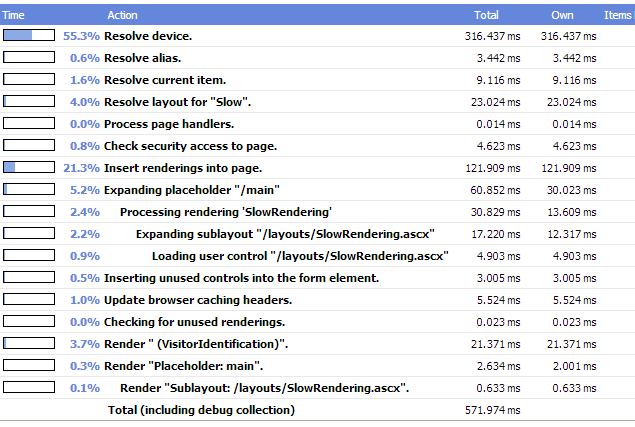 Time Action Total Own Items
55.3% Resolve device. 316.437 ms 316.437 ms
0.6% Resolve alias. 3.442 ms 3.442 ms
1.6% Resolve current item. 9.116 ms 9.116 ms
4.0% Resolve layout for "Slow". 23.024 ms 23.024 ms
0.0% Process page handlers. 0.014 ms 0.014 ms
0.8% Check security access to page. 4.623 ms 4.623 ms
21.3% Insert renderings into page. 121.909 ms 121.909 ms
5.2% Expanding placeholder "/main" 60.852 ms 30.023 ms
2.4% Processing rendering 'SlowRendering' 30.829 ms 13.609 ms
2.2% Expanding sublayout "/layouts/SlowRendering.ascx" 17.220 ms 12.317 ms
0.9% Loading user control "/layouts/SlowRendering.ascx" 4.903 ms 4.903 ms
0.5% Inserting unused controls into the form element. 3.005 ms 3.005 ms
1.0% Update browser caching headers. 5.524 ms 5.524 ms
0.0% Checking for unused renderings. 0.023 ms 0.023 ms
3.7% Render " (VisitorIdentification)". 21.371 ms 21.371 ms
0.3% Render "Placeholder: main". 2.634 ms 2.001 ms
0.1% Render "Sublayout: /layouts/SlowRendering.ascx". 0.633 ms 0.633 ms
Total (including debug collection) 571.974 ms